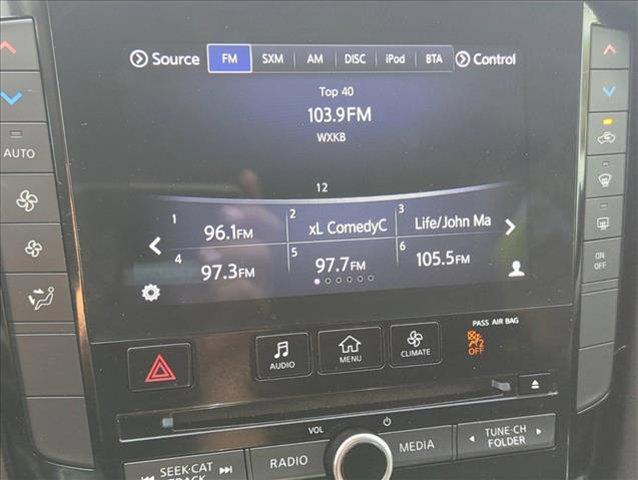 Source FM SXM AM DISC iPod BTA Control
Top 40
103.9FM
WXKB
12
1 96.1FM 2 xL ComedyC 3 Life/John Ma
4 97.3FM 5 97.7FM 6 105.5FM
AUTO
ON
OFF
PASS AIR BAG
OFF
AUDIO MENU CLIMATE
VOL
SEEK·CAT
TRACK
RADIO MEDIA
TUNE·CH
FOLDER